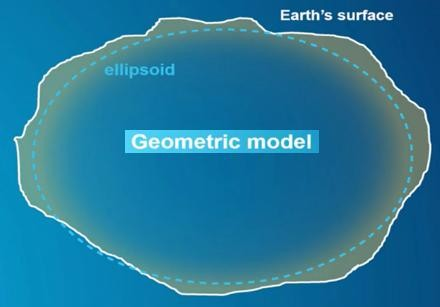 Earth's surface
ellipsoid
Geometric model